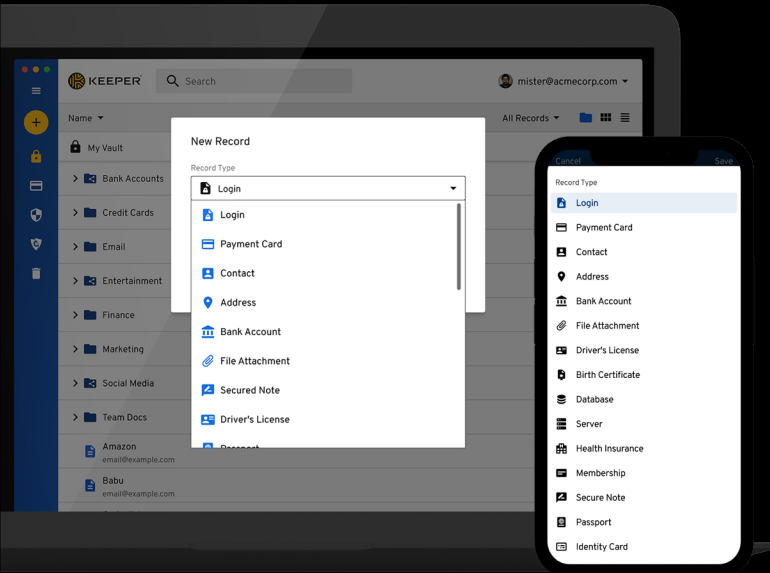 KEEPER
Search
mister@acmecorp.com
Name
All Records
My Vault
Bank Accounts
Credit Cards
Email
Entertainment
Finance
Marketing
Social Media
Team Docs
Amazon
email@example.com
Babu
email@example.com
New Record
Record Type
Login
Login
Payment Card
Contact
Address
Bank Account
File Attachment
Secured Note
Driver's License
Passport
Cancel
Save
Record Type
Login
Payment Card
Contact
Address
Bank Account
File Attachment
Driver's License
Birth Certificate
Database
Server
Health Insurance
Membership
Secure Note
Passport
Identity Card